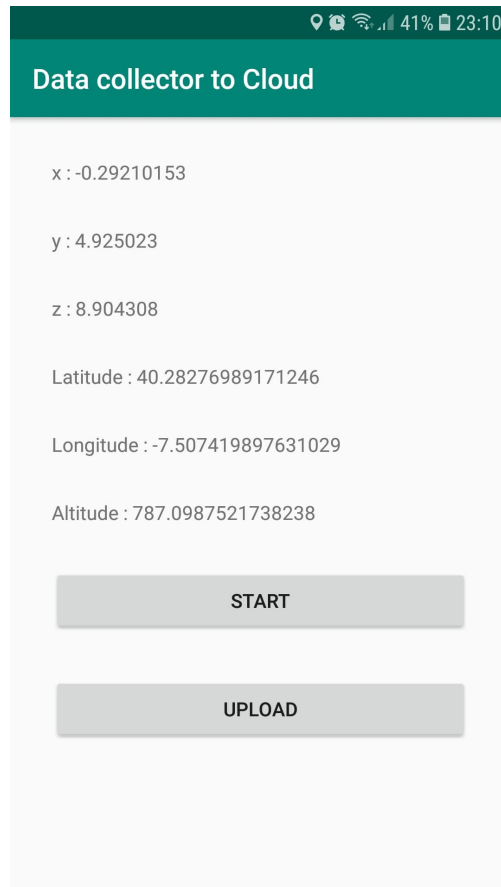 41% 23:10
Data collector to Cloud
x : -0.29210153
y : 4.925023
z : 8.904308
Latitude : 40.28276989171246
Longitude : -7.507419897631029
Altitude : 787.0987521738238
START
UPLOAD